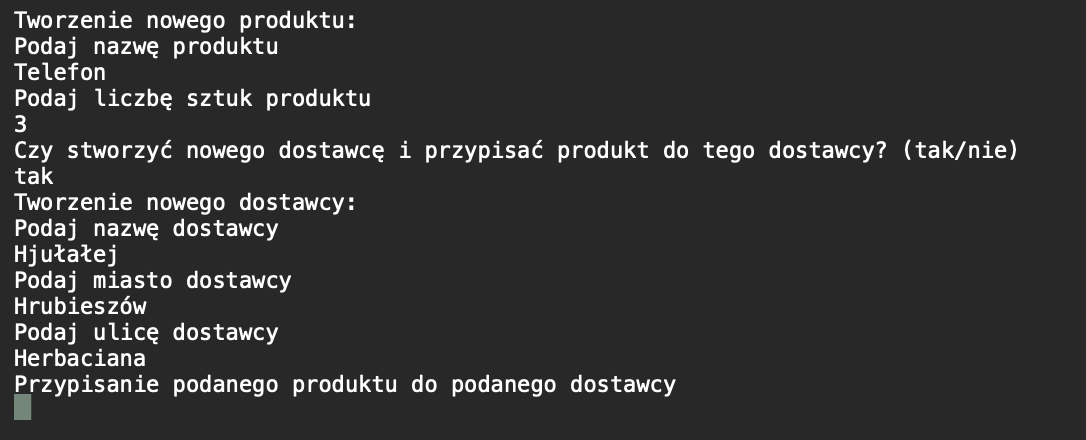 Tworzenie nowego produktu:
Podaj nazwę produktu
Telefon
Podaj liczbę sztuk produktu
3
Czy stworzyć nowego dostawcę i przypisać produkt do tego dostawcy? (tak/nie)
tak
Tworzenie nowego dostawcy:
Podaj nazwę dostawcy
Hjułałej
Podaj miasto dostawcy
Hrubieszów
Podaj ulicę dostawcy
Herbaciana
Przypisanie podanego produktu do podanego dostawcy